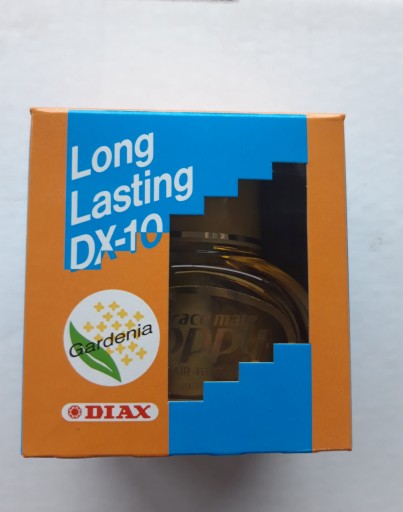 Long
Lasting
DX-10
Gardenia
DIAX